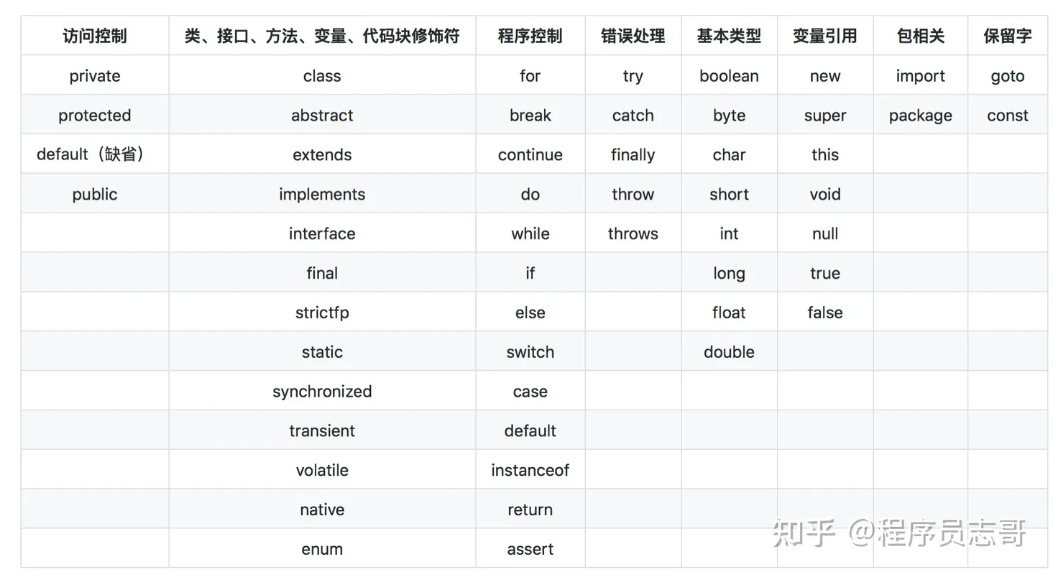 访问控制 类、接口、方法、变量、代码块修饰符 程序控制 错误处理 基本类型 变量引用 包相关 保留字
private class for try boolean new import goto
protected abstract break catch byte super package const
default（缺省） extends continue finally char this
public implements do throw short void
interface while throws int null
final if long true
strictfp else float false
static switch double
synchronized case
transient default
volatile instanceof
native return
enum assert
知乎 @程序员志哥